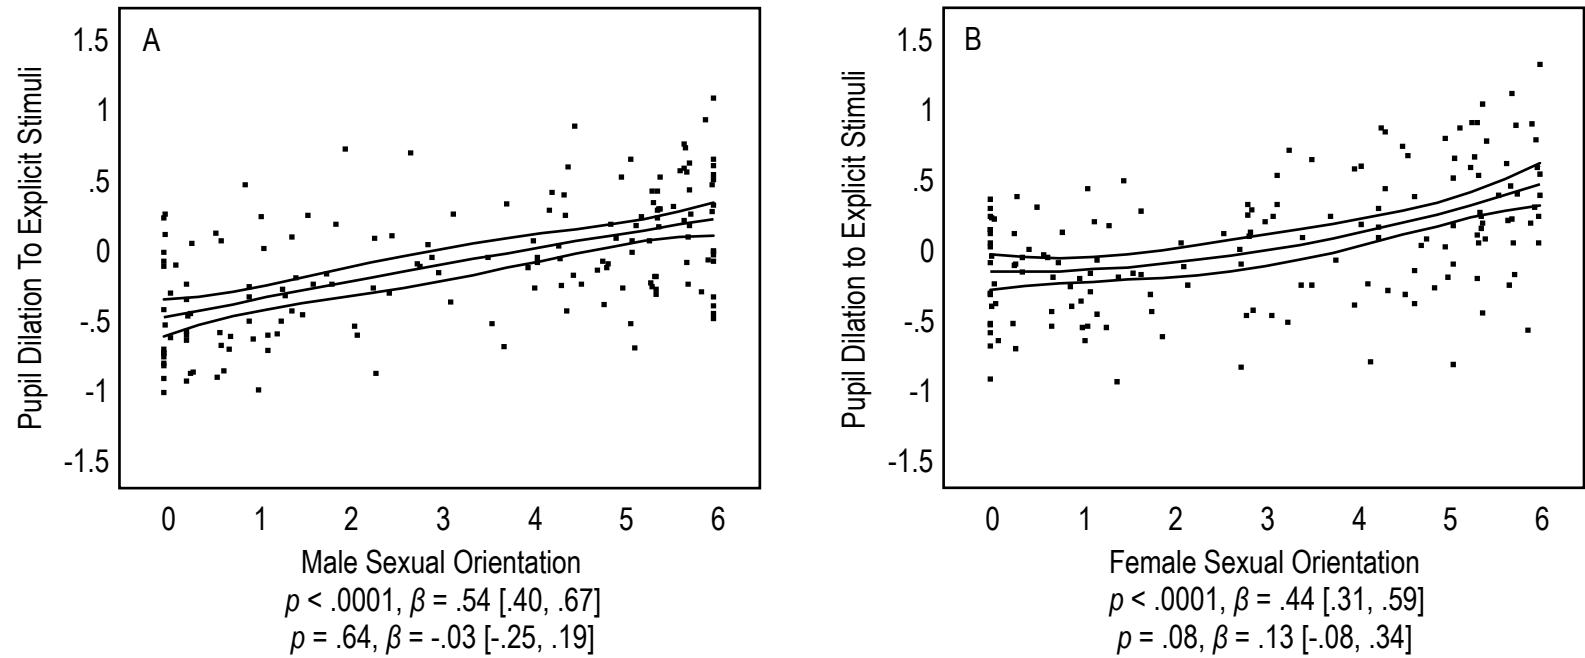 A
Pupil Dilation To Explicit Stimuli
1.5
1
.5
0
-.5
-1
-1.5
0 1 2 3 4 5 6
Male Sexual Orientation
p < .0001, β = .54 [.40, .67]
p = .64, β = -.03 [-.25, .19]
B
Pupil Dilation to Explicit Stimuli
1.5
1
.5
0
-.5
-1
-1.5
0 1 2 3 4 5 6
Female Sexual Orientation
p < .0001, β = .44 [.31, .59]
p = .08, β = .13 [-.08, .34]